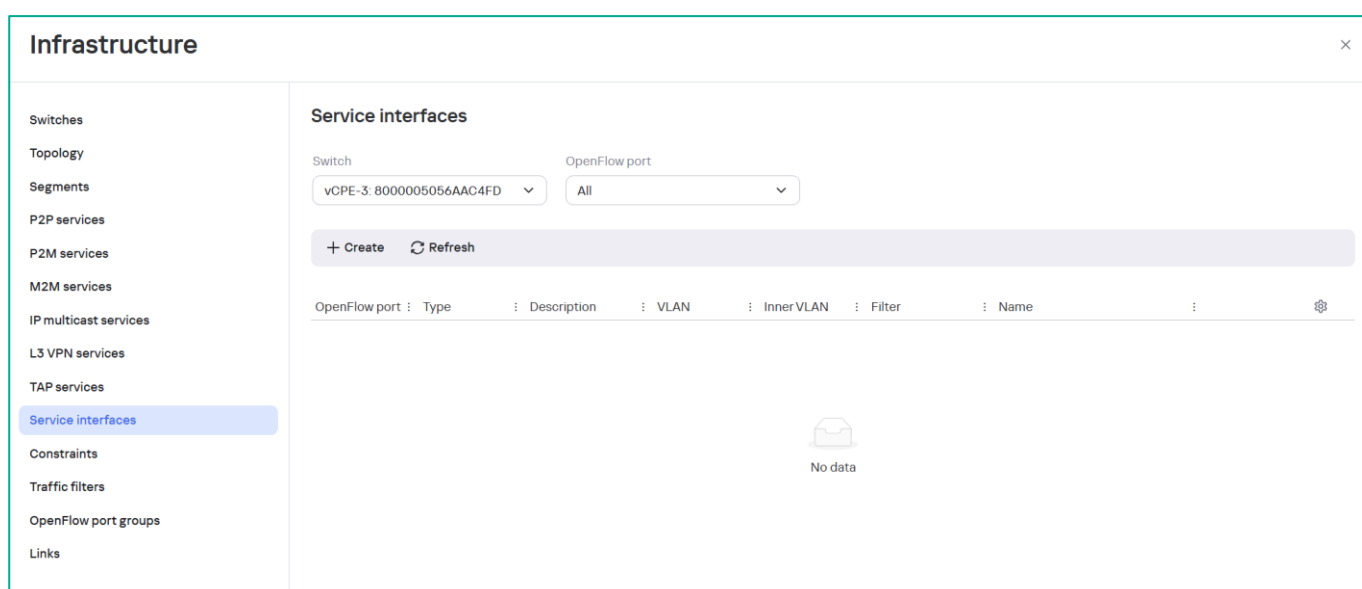 Infrastructure
Switches
Topology
Segments
P2P services
P2M services
M2M services
IP multicast services
L3 VPN services
TAP services
Service interfaces
Constraints
Traffic filters
OpenFlow port groups
Links
Service interfaces
Switch OpenFlow port
vCPE-3: 8000005056AAC4FD All
Create Refresh
OpenFlow port Type Description VLAN Inner VLAN Filter Name
No data